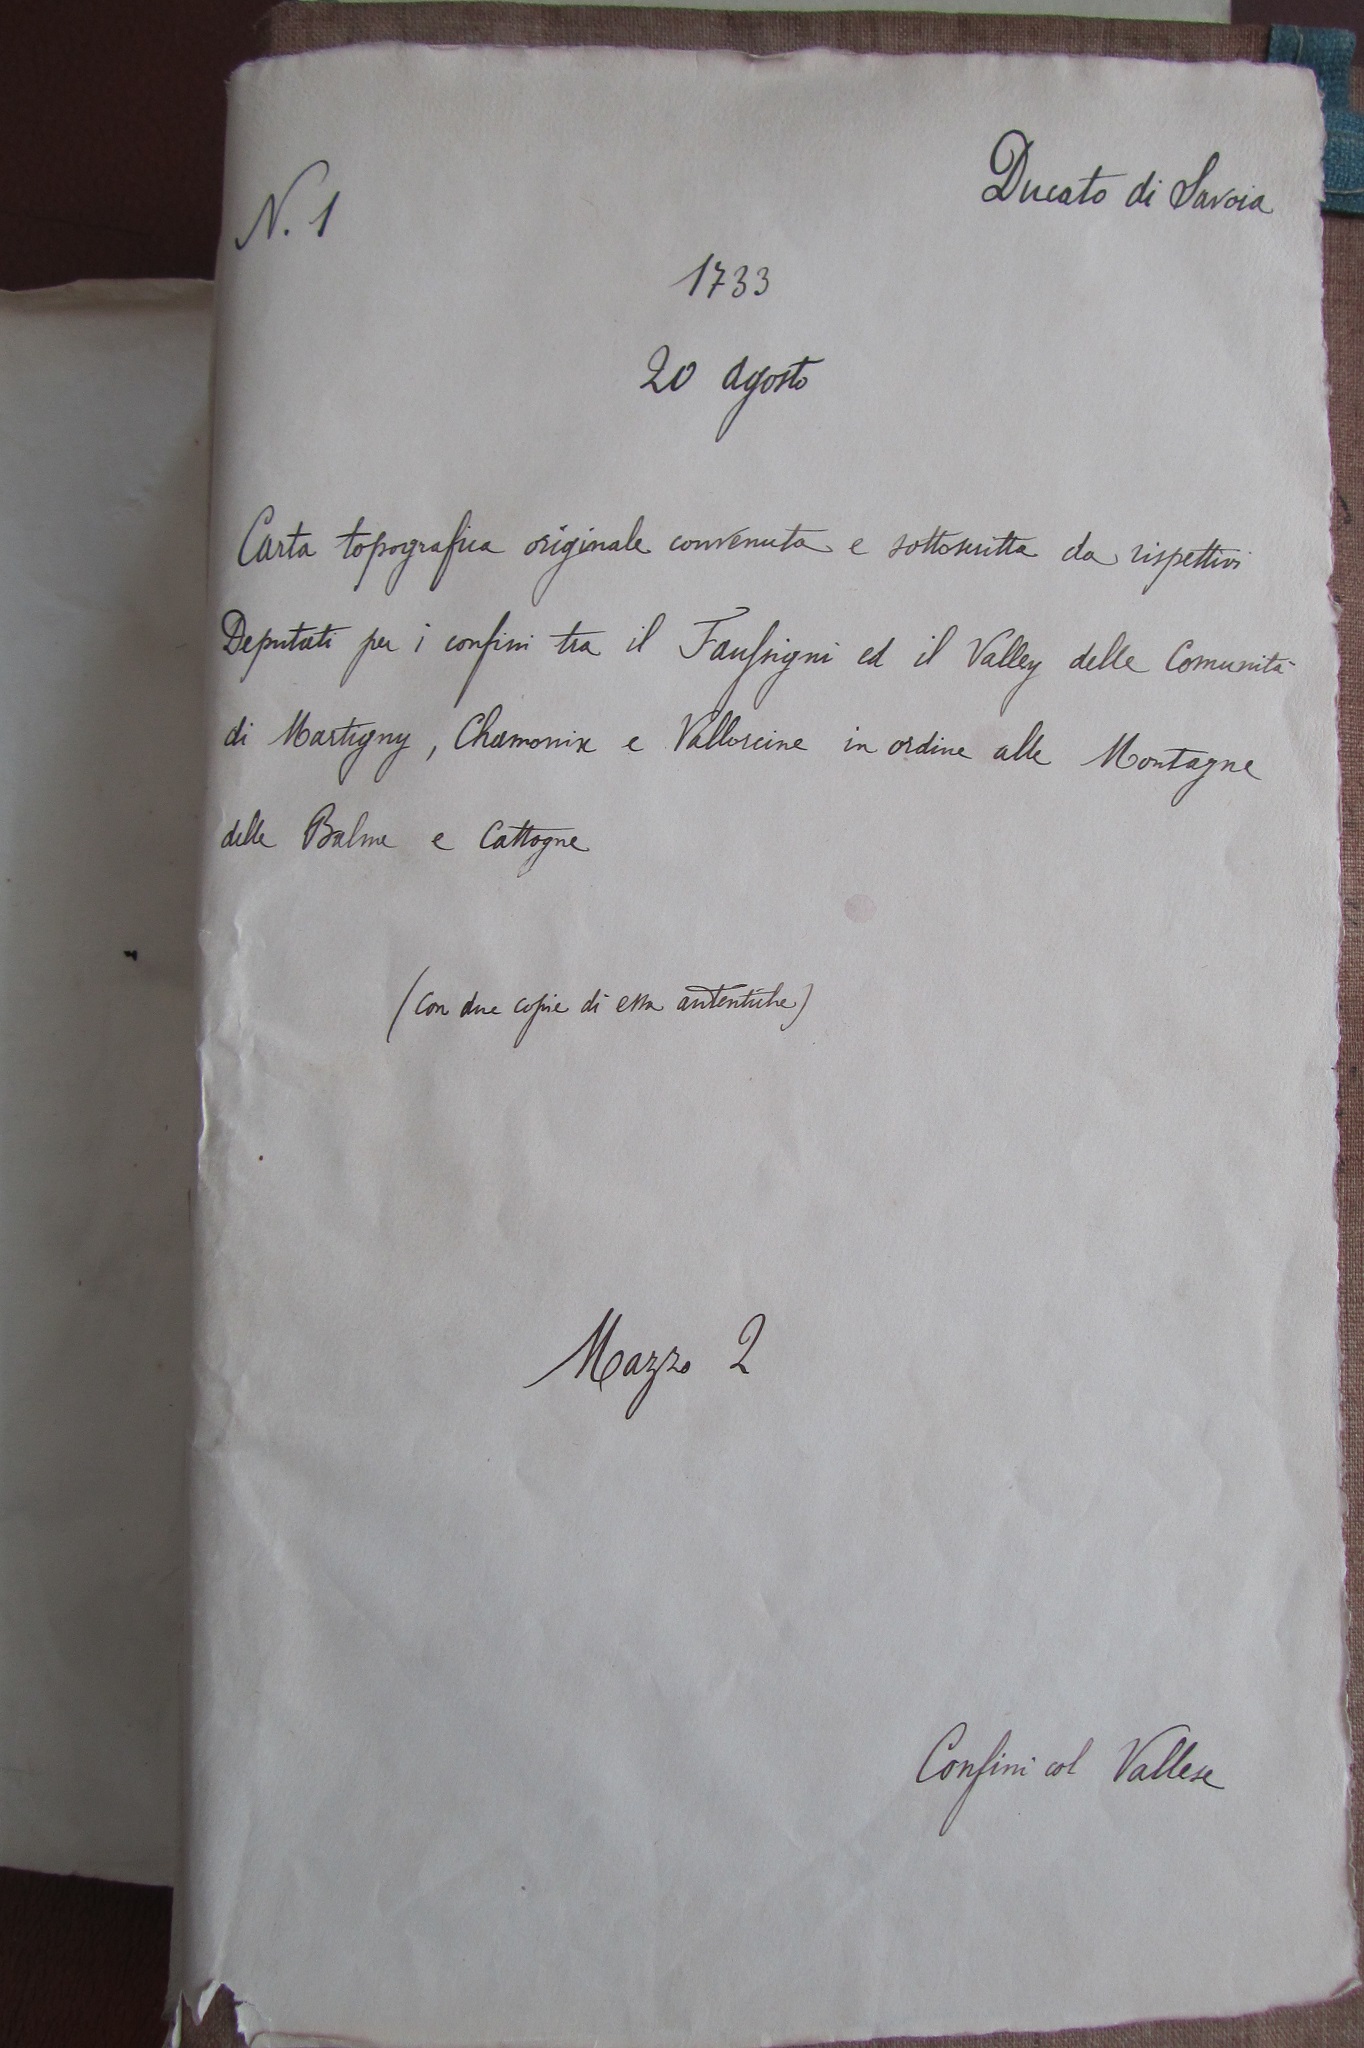 N. 1
Ducato di Savoia
1733
20 Agosto
Carta topografica originale convenuta e sottoscritta da rispettivi
Deputati per i confini tra il Faussigni ed il Valley delle Comunità
di Martigny, Chamonix e Vallorcine in ordine alle Montagne
delle Balme e Cattogne
(con due copie di essa autentiche)
Mazzo 2
Confini col Vallese